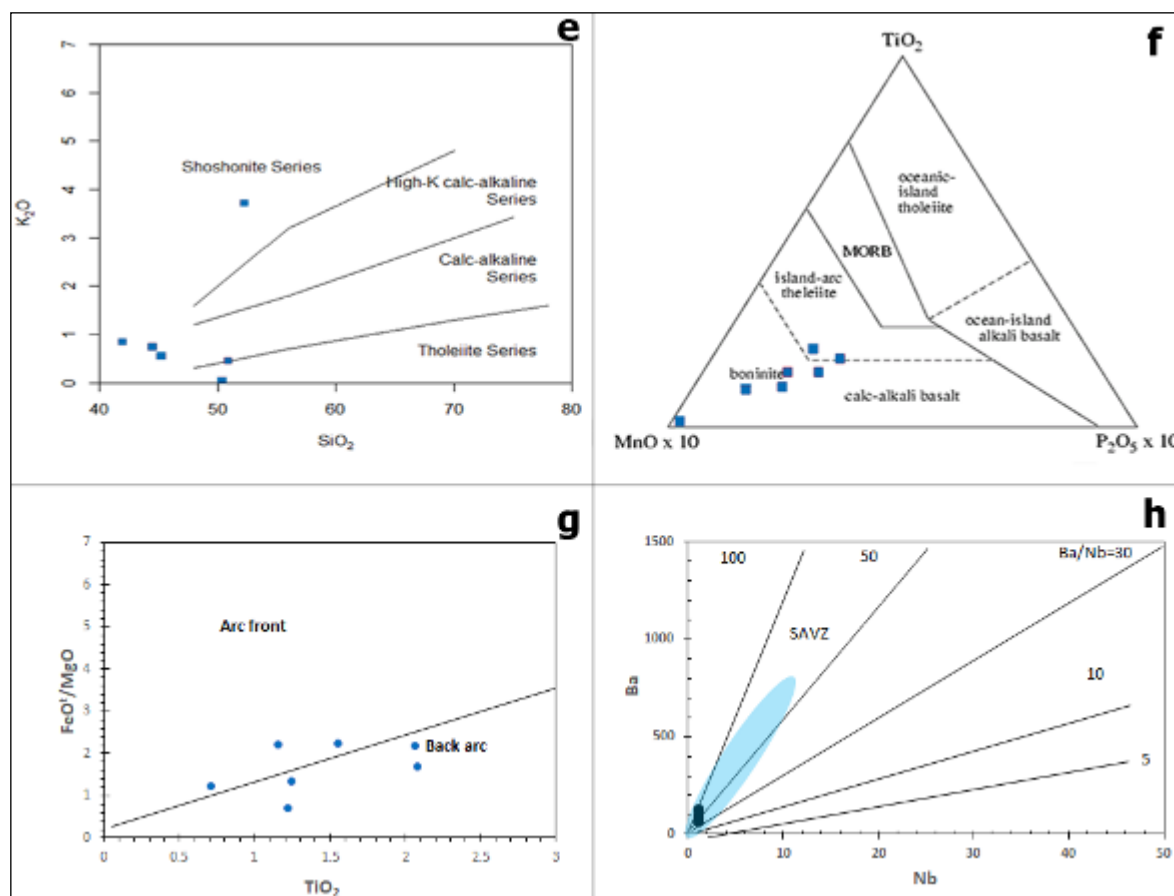 e
7
6
5
4
3
2
1
0
K₂O
Shoshonite Series
High-K calc-alkaline
Series
Calc-alkaline
Series
Tholeiite Series
40
50
60
70
80
SiO₂
f
TiO₂
oceanic-
island
tholeiite
MORB
island-arc
theleiite
ocean-island
alkali basalt
boninite
calc-alkali basalt
MnO x 10
P₂O₅ x 10
g
7
6
5
4
3
2
1
0
FeOᵗ/MgO
Arc front
Back arc
0
0.5
1
1.5
2
2.5
3
TIO₂
h
1500
1000
500
0
Ba
100
50
Ba/Nb=30
SAVZ
10
5
0
10
20
30
40
50
Nb